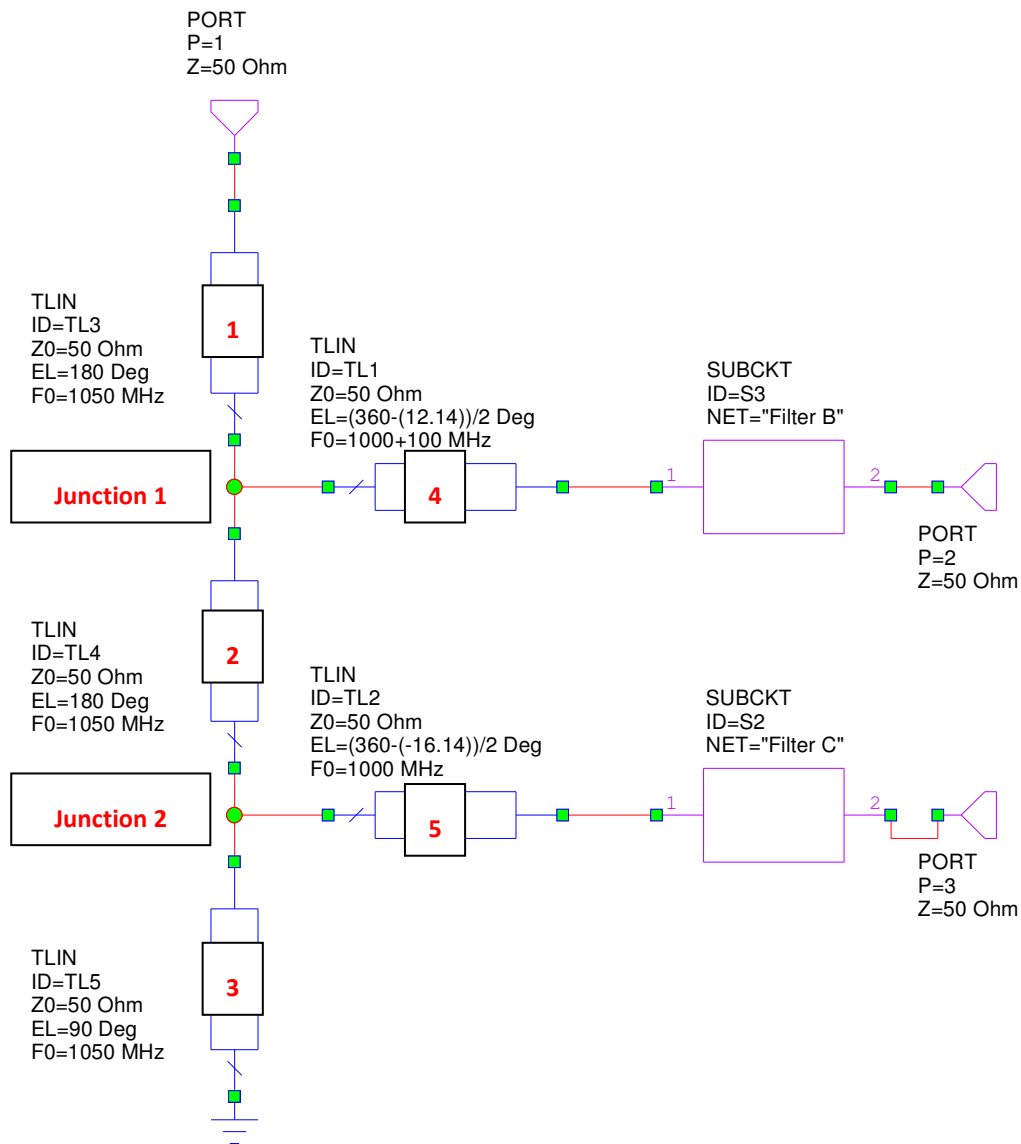 PORT
P=1
Z=50 Ohm
TLIN
ID=TL3
Z0=50 Ohm
EL=180 Deg
F0=1050 MHz
1
TLIN
ID=TL1
Z0=50 Ohm
EL=(360-(12.14))/2 Deg
F0=1000+100 MHz
4
SUBCKT
ID=S3
NET="Filter B"
1
2
PORT
P=2
Z=50 Ohm
Junction 1
TLIN
ID=TL4
Z0=50 Ohm
EL=180 Deg
F0=1050 MHz
2
TLIN
ID=TL2
Z0=50 Ohm
EL=(360-(-16.14))/2 Deg
F0=1000 MHz
5
SUBCKT
ID=S2
NET="Filter C"
1
2
PORT
P=3
Z=50 Ohm
Junction 2
TLIN
ID=TL5
Z0=50 Ohm
EL=90 Deg
F0=1050 MHz
3